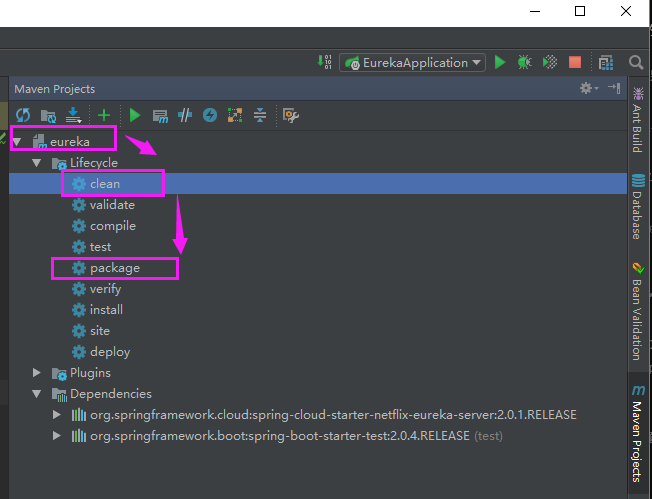 EurekaApplication
Maven Projects
eureka
Lifecycle
clean
validate
compile
test
package
verify
install
site
deploy
Plugins
Dependencies
org.springframework.cloud:spring-cloud-starter-netflix-eureka-server:2.0.1.RELEASE
org.springframework.boot:spring-boot-starter-test:2.0.4.RELEASE (test)
Ant Build
Database
Bean Validation
m
Maven Projects